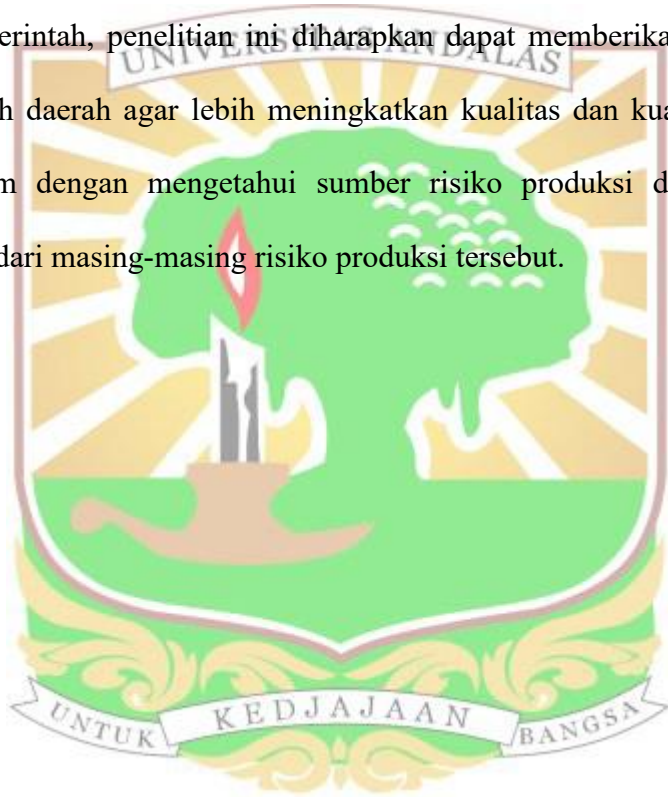 erintah, penelitian ini diharapkan dapat memberika
UNIVERSITAS ANDALAS
h daerah agar lebih meningkatkan kualitas dan kua
m dengan mengetahui sumber risiko produksi d
dari masing-masing risiko produksi tersebut.
UNTUK KEDJAJAAN BANGSA